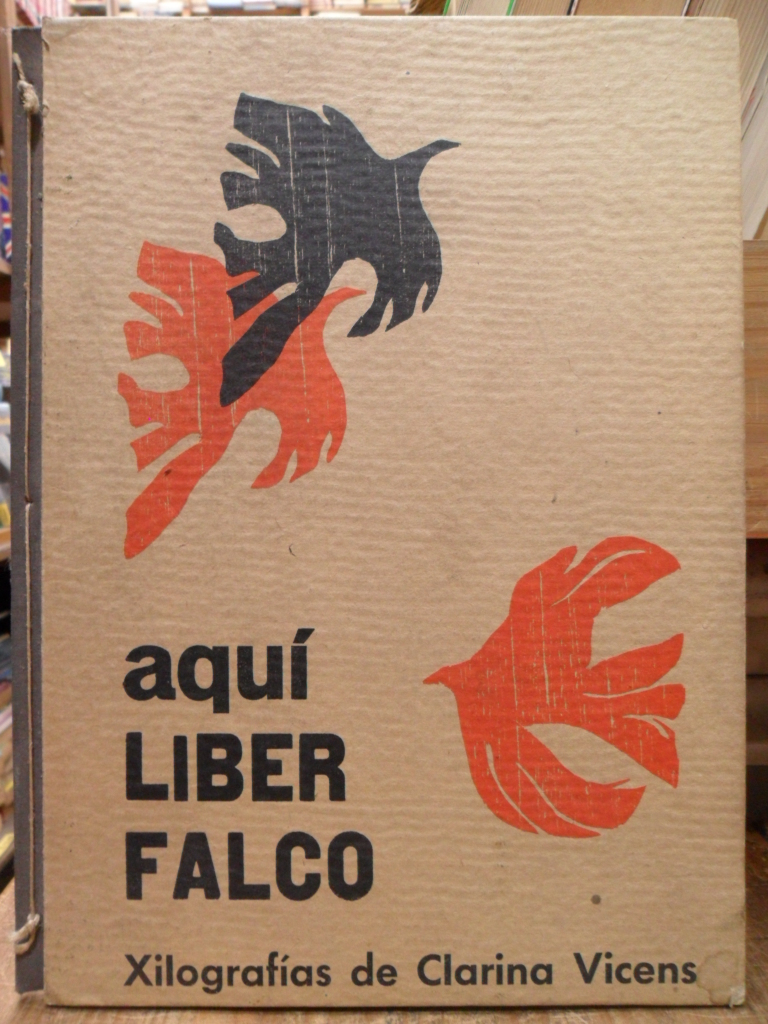 aquí
LIBER
FALCO
Xilografías de Clarina Vicens